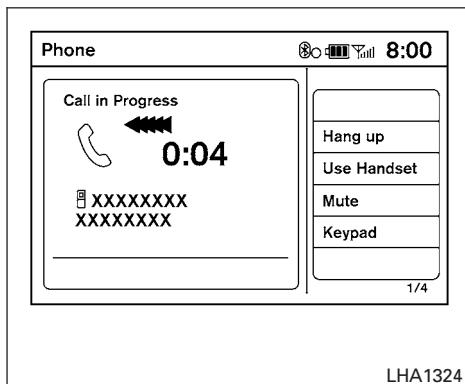 Phone 8:00
Call in Progress
0:04
XXXXXXXX
XXXXXXXX
Hang up
Use Handset
Mute
Keypad
1/4
LHA1324